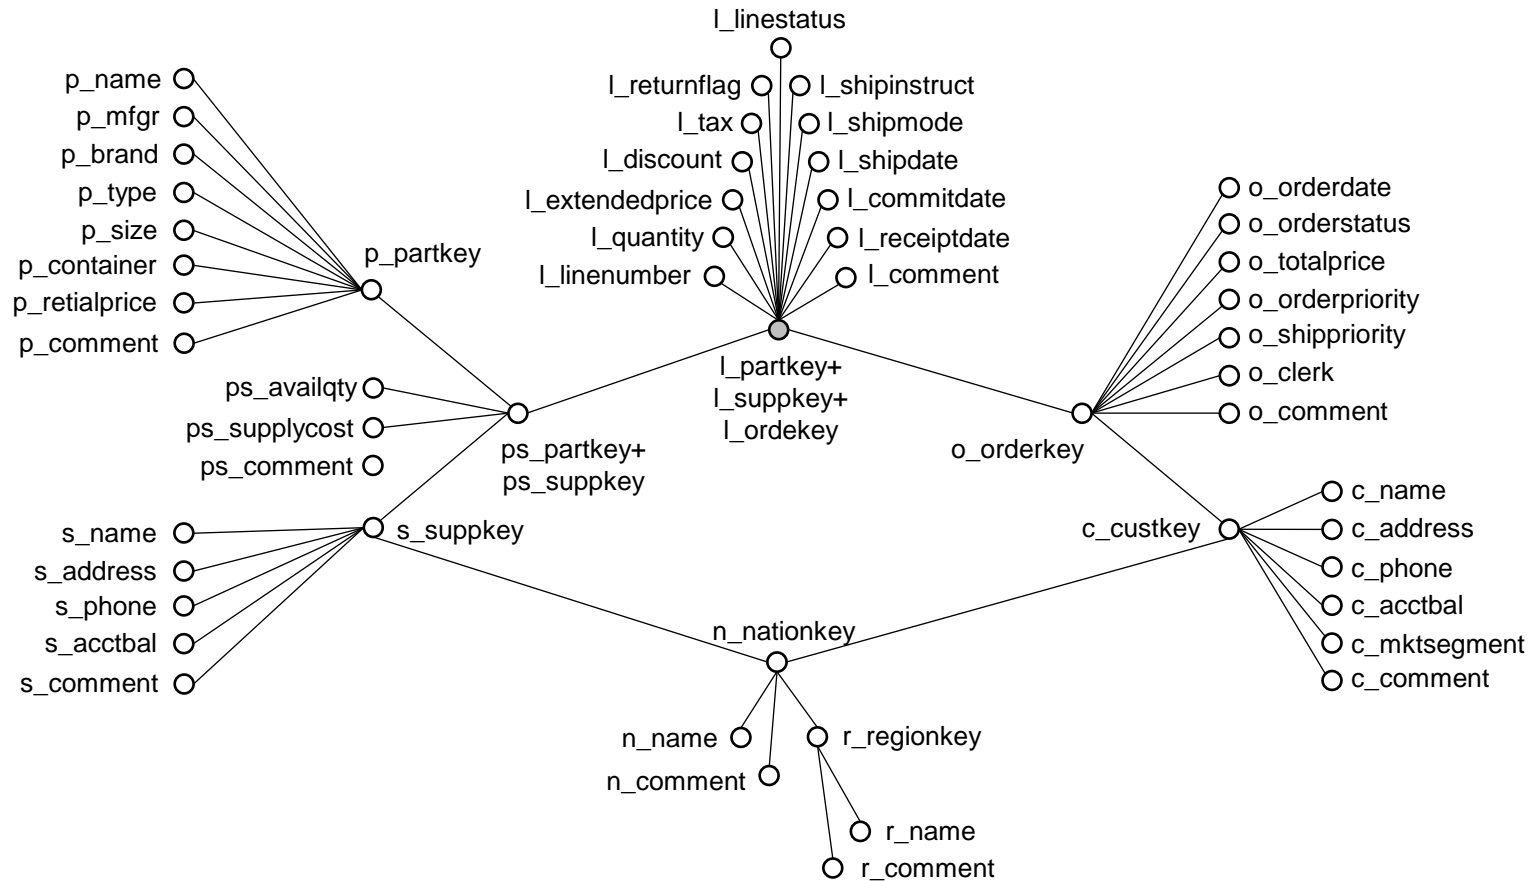 l_linestatus
p_name
p_mfgr
p_brand
p_type
p_size
p_container
p_retialprice
p_comment
p_partkey
l_returnflag
l_tax
l_discount
l_extendedprice
l_quantity
l_linenumber
l_shipinstruct
l_shipmode
l_shipdate
l_commitdate
l_receiptdate
l_comment
l_partkey+
l_suppkey+
l_ordekey
o_orderdate
o_orderstatus
o_totalprice
o_orderpriority
o_shippriority
o_clerk
o_comment
o_orderkey
ps_availqty
ps_supplycost
ps_comment
ps_partkey+
ps_suppkey
s_suppkey
s_name
s_address
s_phone
s_acctbal
s_comment
c_custkey
c_name
c_address
c_phone
c_acctbal
c_mktsegment
c_comment
n_nationkey
n_name
n_comment
r_regionkey
r_name
r_comment